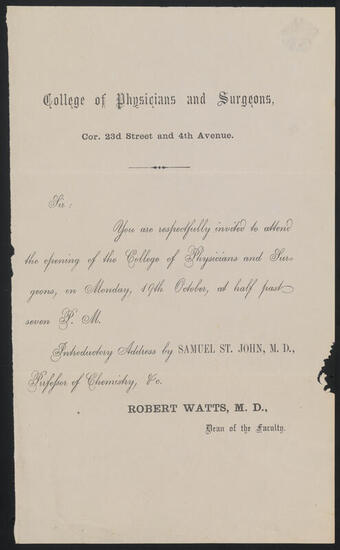 College of Physicians and Surgeons,
Cor. 23d Street and 4th Avenue.
Sir:
You are respectfully invited to attend
the opening of the College of Physicians and Sur-
geons, on Monday, 19th October, at half past
seven P. M.
Introductory Address by SAMUEL ST. JOHN, M. D.,
Professor of Chemistry, &c.
ROBERT WATTS, M. D.,
Dean of the Faculty.